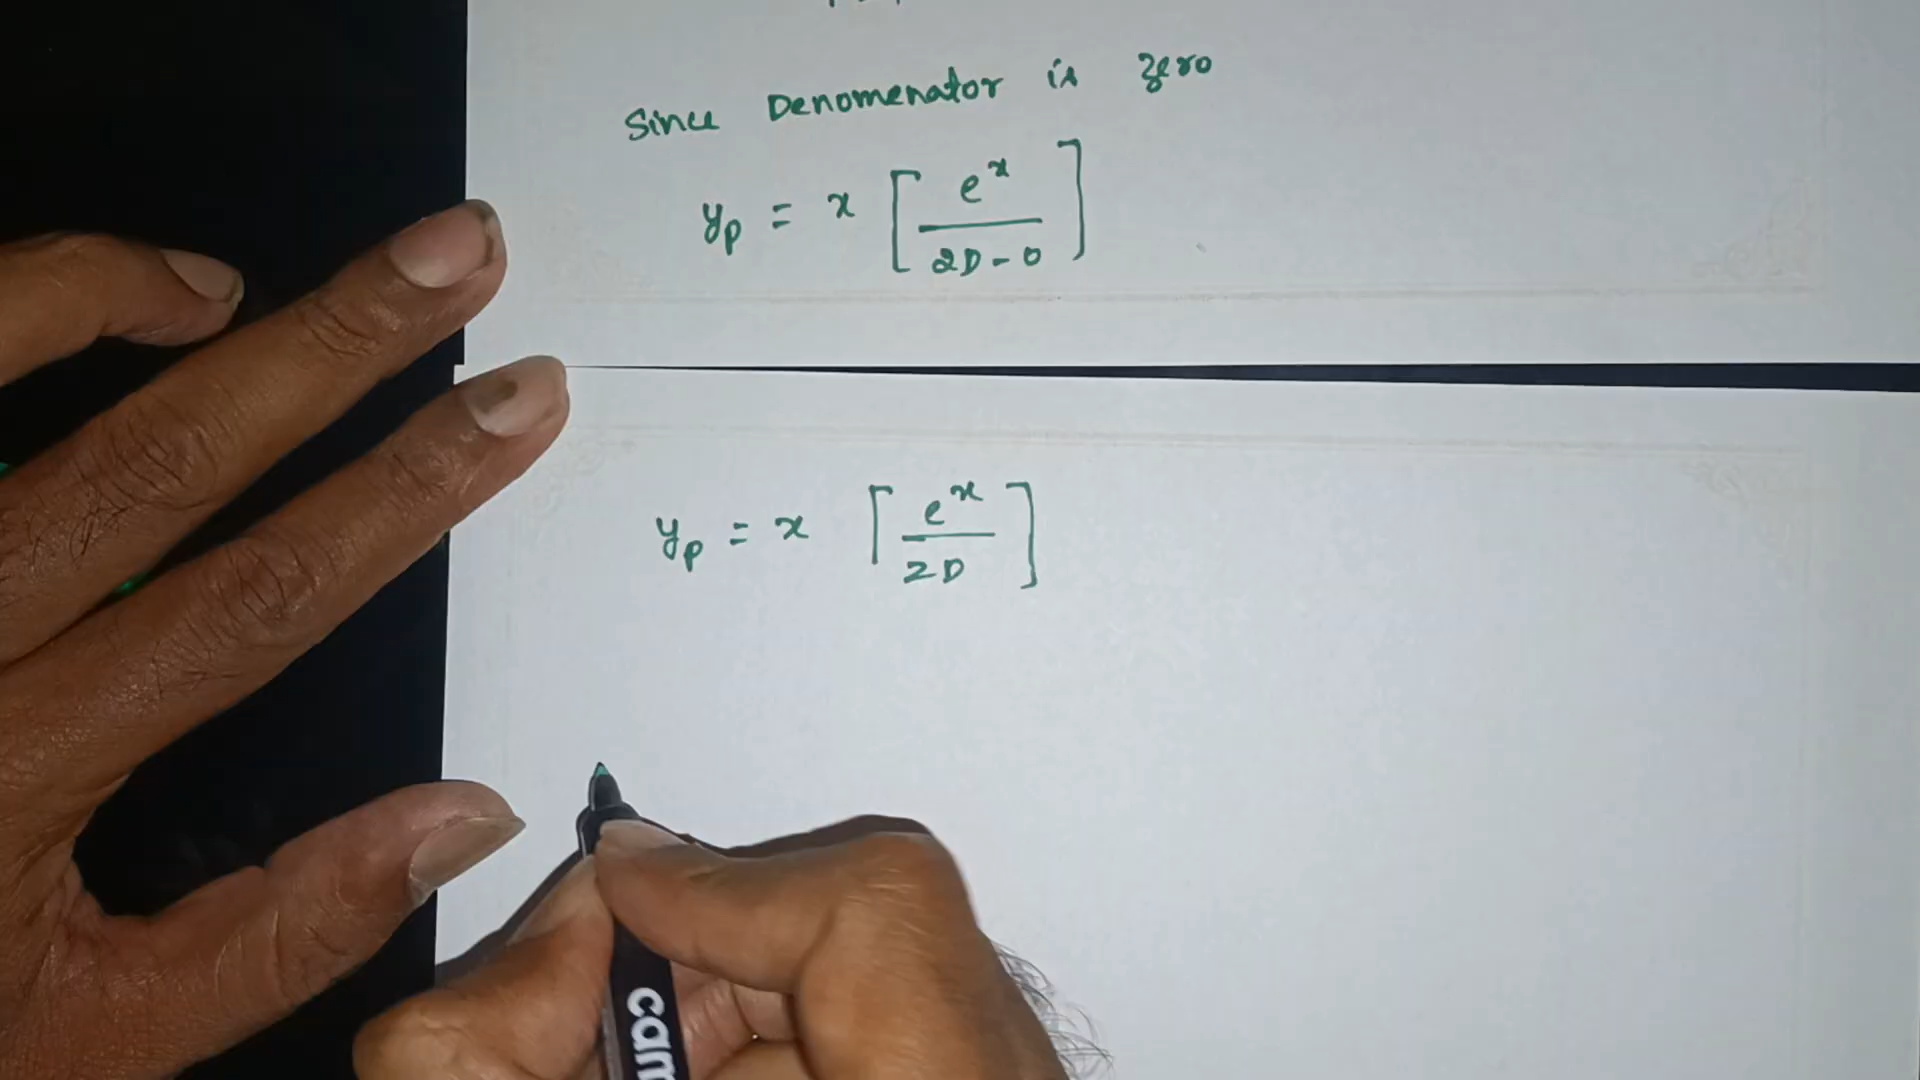 Since Denomenator is zero
yp = x [ e^x / 2D - 0 ]
yp = x [ e^x / 2D ]
cam